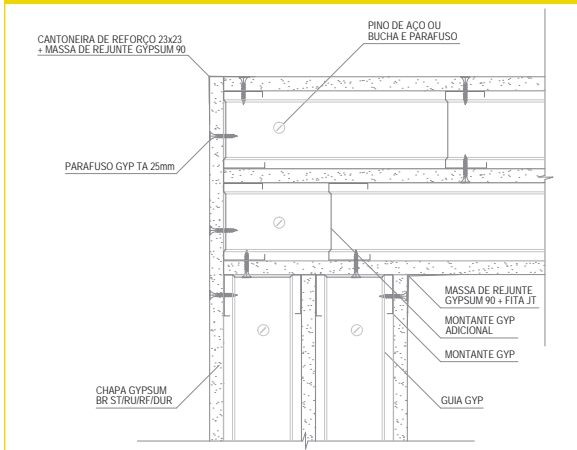 CANTONEIRA DE REFORÇO 23x23
+ MASSA DE REJUNTE GYPSUM 90
PINO DE AÇO OU
BUCHA E PARAFUSO
PARAFUSO GYP TA 25mm
MASSA DE REJUNTE
GYPSUM 90 + FITA JT
MONTANTE GYP
ADICIONAL
MONTANTE GYP
CHAPA GYPSUM
BR ST/RU/RF/DUR
GUIA GYP